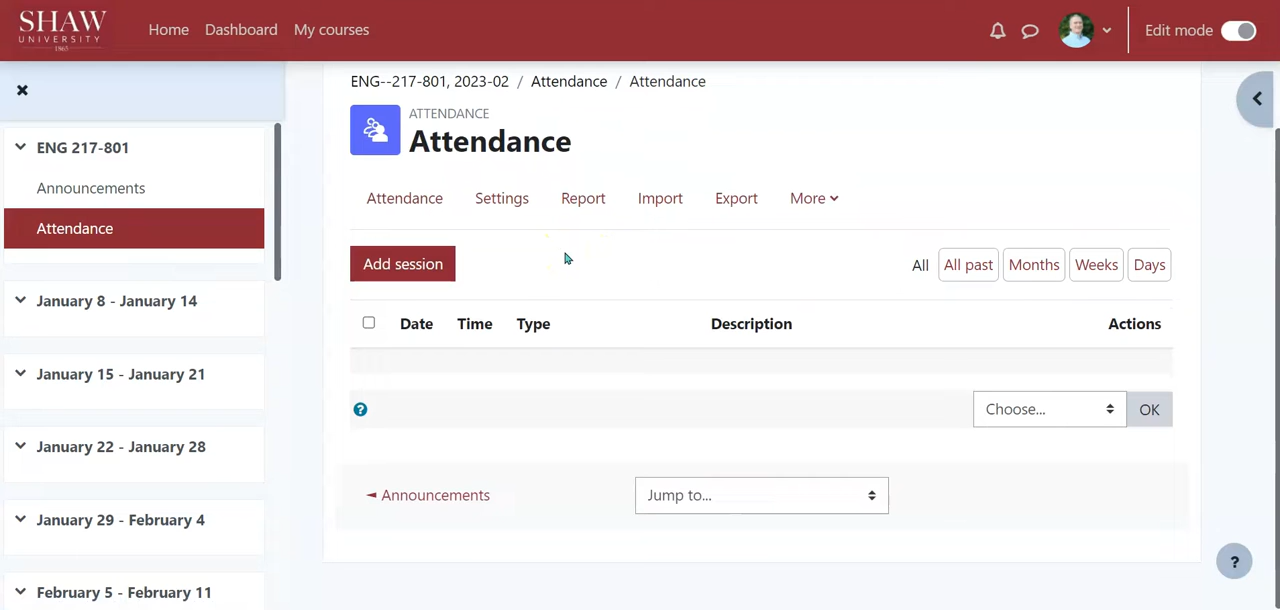 SHAW
UNIVERSITY
1865
Home Dashboard My courses
Edit mode
ENG 217-801
Announcements
Attendance
January 8 - January 14
January 15 - January 21
January 22 - January 28
January 29 - February 4
February 5 - February 11
ENG--217-801, 2023-02 / Attendance / Attendance
ATTENDANCE
Attendance
Attendance Settings Report Import Export More
Add session
All All past Months Weeks Days
Date Time Type Description Actions
?
Choose... OK
◄ Announcements
Jump to...
?